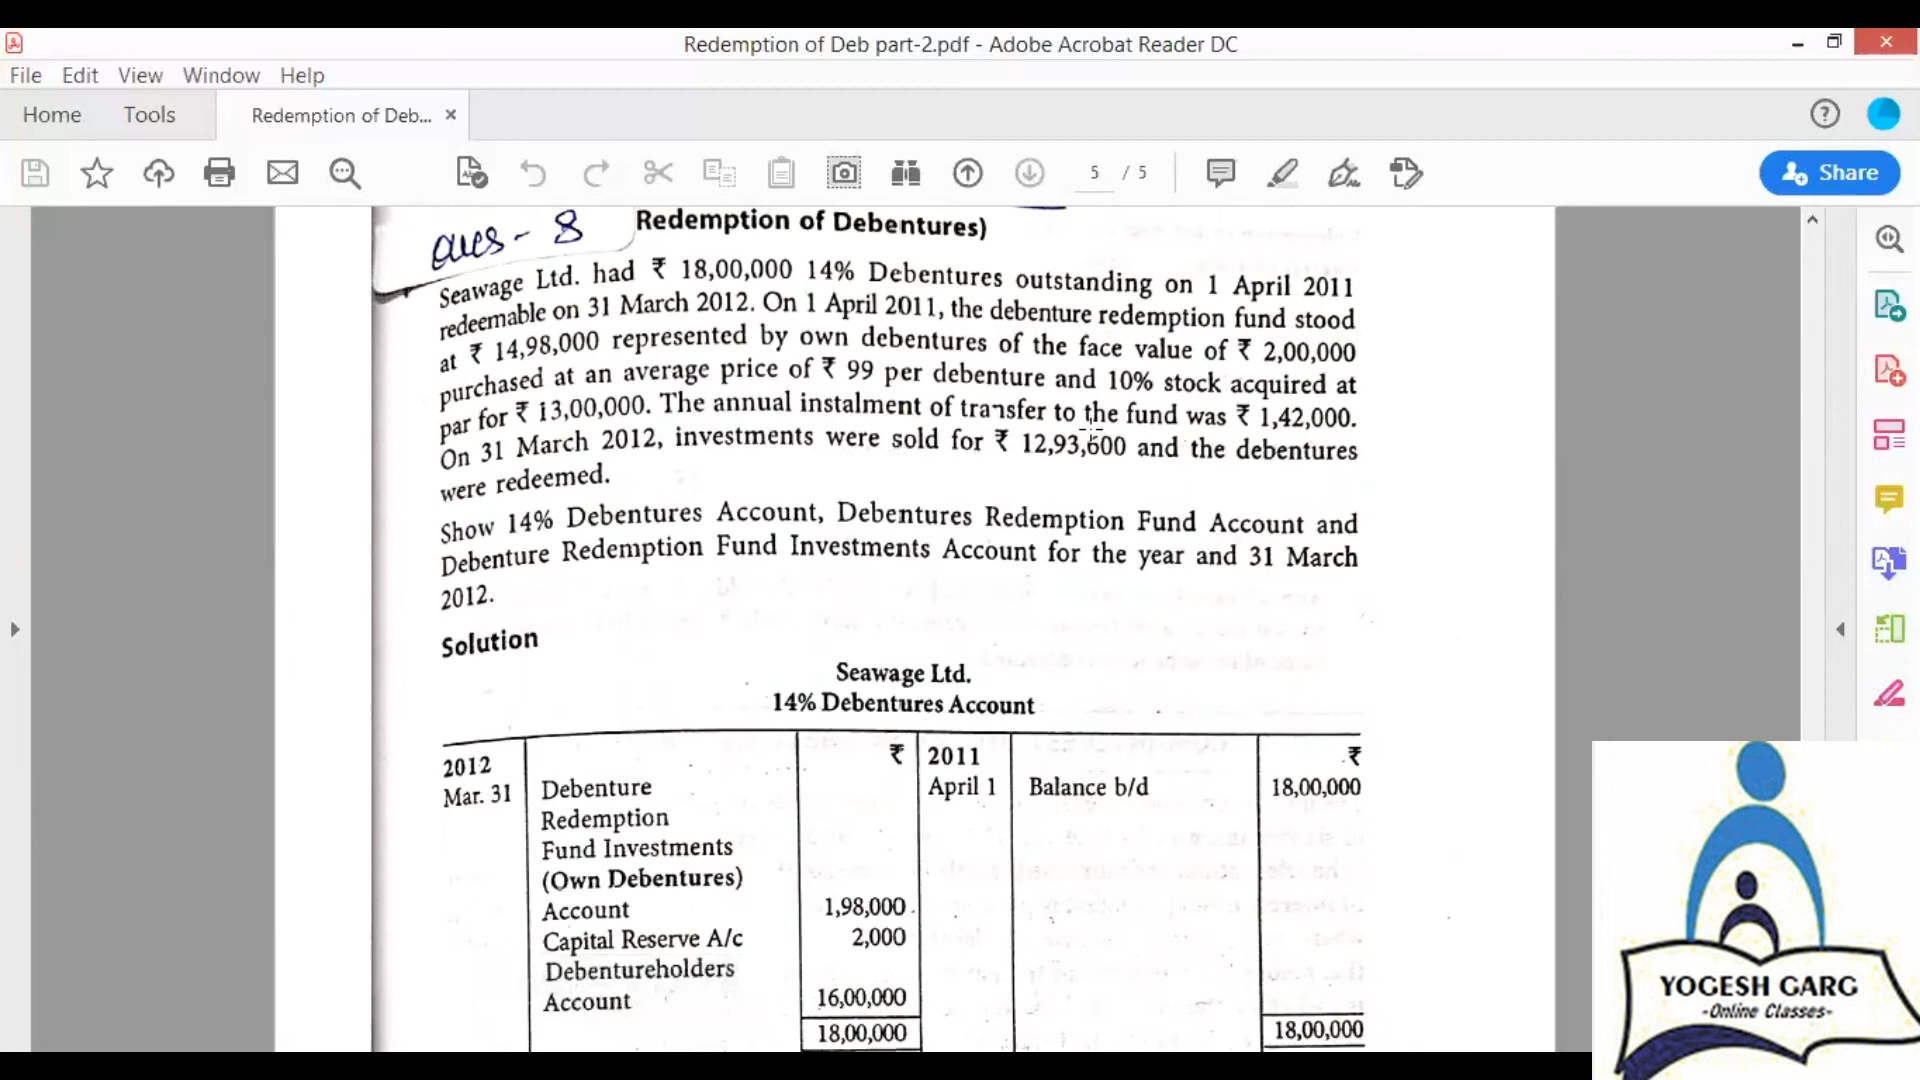 Redemption of Deb part-2.pdf - Adobe Acrobat Reader DC
File Edit View Window Help
Home Tools Redemption of Deb... ×
5 / 5
Share
Ques - 8
Redemption of Debentures)
Seawage Ltd. had ₹ 18,00,000 14% Debentures outstanding on 1 April 2011
redeemable on 31 March 2012. On 1 April 2011, the debenture redemption fund stood
at ₹ 14,98,000 represented by own debentures of the face value of ₹ 2,00,000
purchased at an average price of ₹ 99 per debenture and 10% stock acquired at
par for ₹ 13,00,000. The annual instalment of transfer to the fund was ₹ 1,42,000.
On 31 March 2012, investments were sold for ₹ 12,93,600 and the debentures
were redeemed.
Show 14% Debentures Account, Debentures Redemption Fund Account and
Debenture Redemption Fund Investments Account for the year and 31 March
2012.
Solution
Seawage Ltd.
14% Debentures Account
₹ 2011 ₹
2012
Mar. 31 Debenture April 1 Balance b/d 18,00,000
Redemption
Fund Investments
(Own Debentures)
Account 1,98,000
Capital Reserve A/c 2,000
Debentureholders
Account 16,00,000
18,00,000 18,00,000
YOGESH GARG
-Online Classes-